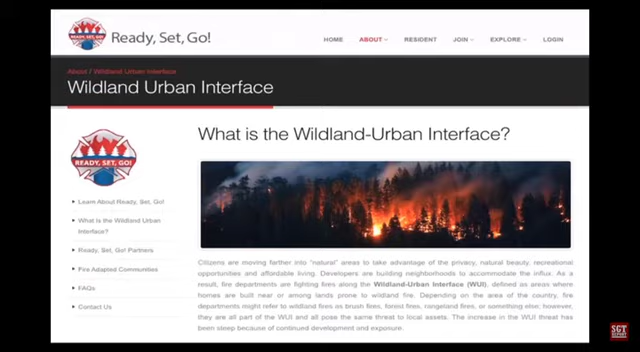 Ready, Set, Go!
HOME ABOUT RESIDENT JOIN EXPLORE LOGIN
About / Wildland Urban Interface
Wildland Urban Interface
READY, SET, GO!
What is the Wildland-Urban Interface?
Learn About Ready, Set, Go!
What Is the Wildland Urban
Interface?
Ready, Set, Go! Partners
Fire Adapted Communities
FAQs
Contact Us
Citizens are moving farther into "natural" areas to take advantage of the privacy, natural beauty, recreational
opportunities and affordable living. Developers are building neighborhoods to accommodate the influx. As a
result, fire departments are fighting fires along the Wildland-Urban Interface (WUI), defined as areas where
homes are built near or among lands prone to wildland fire. Depending on the area of the country, fire
departments might refer to wildland fires as brush fires, forest fires, rangeland fires, or something else; however,
they are all part of the WUI and all pose the same threat to local assets. The increase in the WUI threat has
been steep because of continued development and exposure.
SGT
REPORT